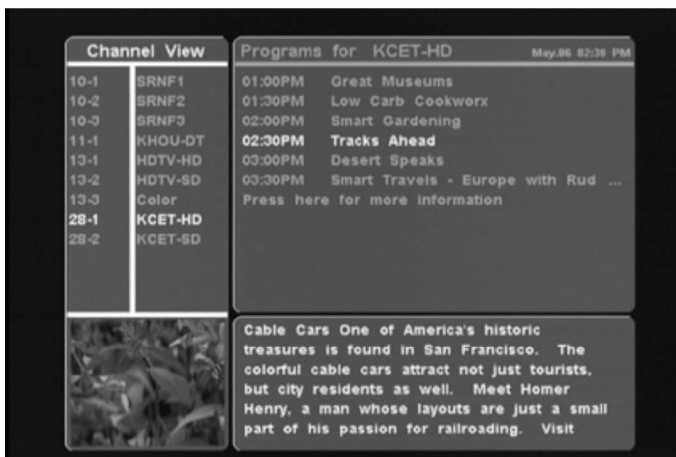 Channel View
10-1 SRNF1
10-2 SRNF2
10-3 SRNF3
11-1 KHOU-DT
13-1 HDTV-HD
13-2 HDTV-SD
13-3 Color
28-1 KCET-HD
28-2 KCET-SD
Programs for KCET-HD May.06 02:30 PM
01:00PM Great Museums
01:30PM Low Carb Cookworx
02:00PM Smart Gardening
02:30PM Tracks Ahead
03:00PM Desert Speaks
03:30PM Smart Travels - Europe with Rud ...
Press here for more information
Cable Cars One of America's historic
treasures is found in San Francisco. The
colorful cable cars attract not just tourists,
but city residents as well. Meet Homer
Henry, a man whose layouts are just a small
part of his passion for railroading. Visit